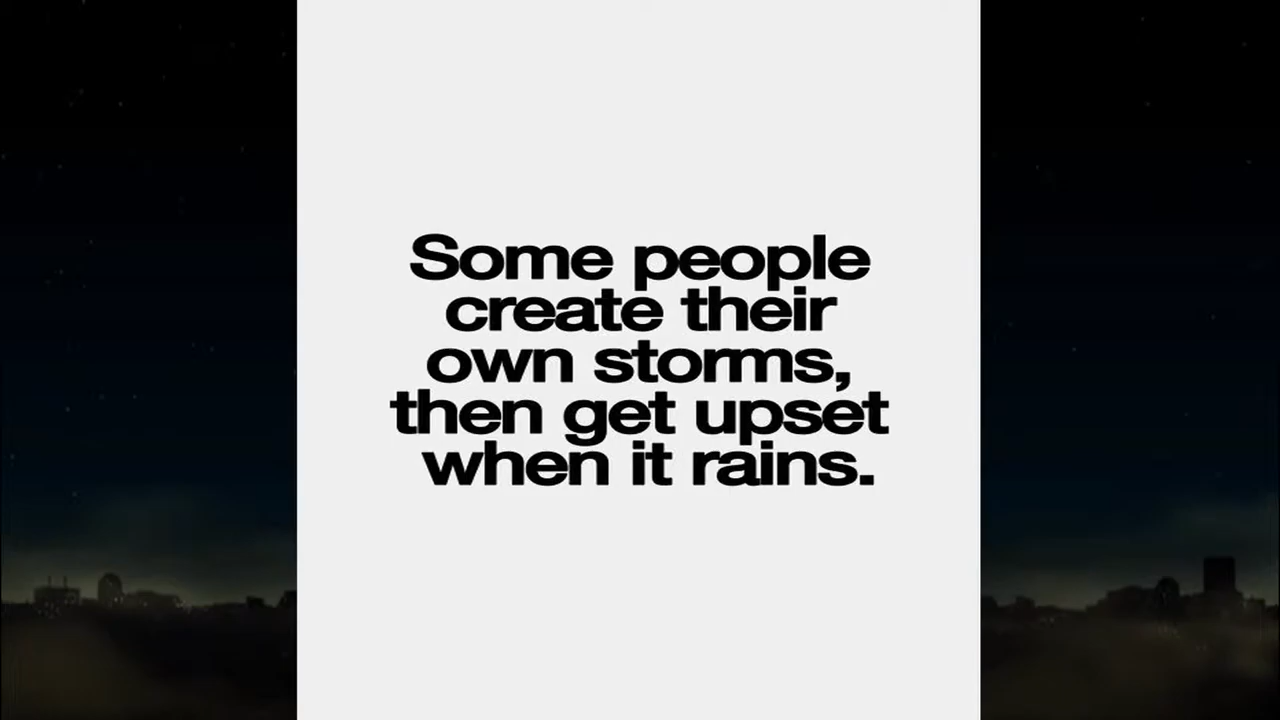 Some people
create their
own storms,
then get upset
when it rains.